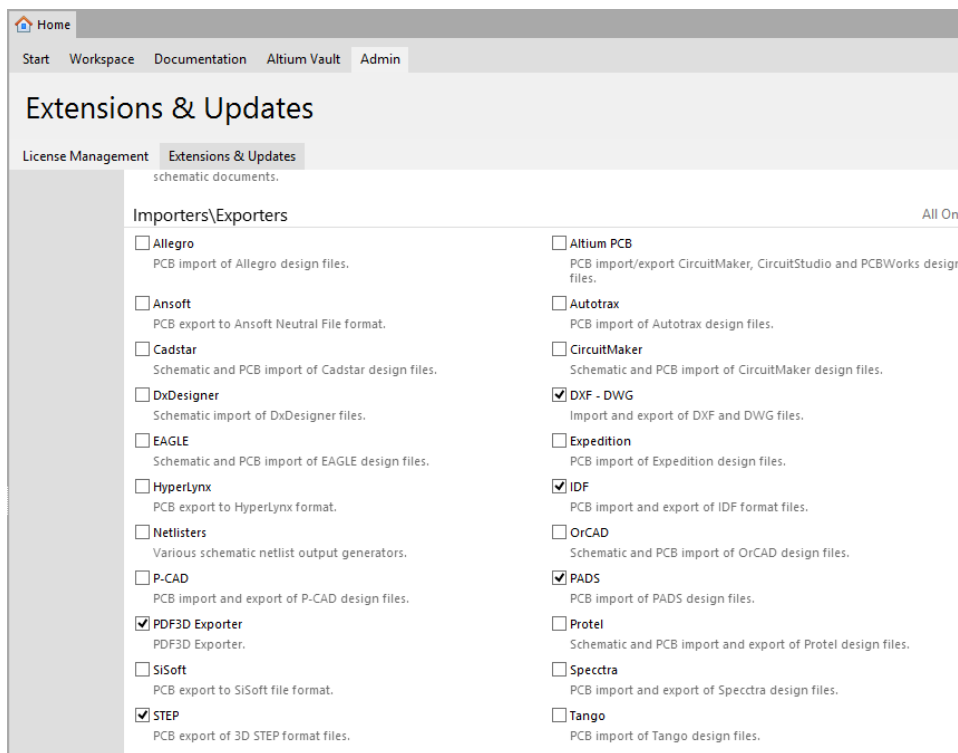 Home
Start Workspace Documentation Altium Vault Admin
Extensions & Updates
License Management Extensions & Updates
schematic documents.
Importers\Exporters All On
Allegro
PCB import of Allegro design files.
Altium PCB
PCB import/export CircuitMaker, CircuitStudio and PCBWorks design
files.
Ansoft
PCB export to Ansoft Neutral File format.
Autotrax
PCB import of Autotrax design files.
Cadstar
Schematic and PCB import of Cadstar design files.
CircuitMaker
Schematic and PCB import of CircuitMaker design files.
DxDesigner
Schematic import of DxDesigner files.
DXF - DWG
Import and export of DXF and DWG files.
EAGLE
Schematic and PCB import of EAGLE design files.
Expedition
PCB import of Expedition design files.
HyperLynx
PCB export to HyperLynx format.
IDF
PCB import and export of IDF format files.
Netlisters
Various schematic netlist output generators.
OrCAD
Schematic and PCB import of OrCAD design files.
P-CAD
PCB import and export of P-CAD design files.
PADS
PCB import of PADS design files.
PDF3D Exporter
PDF3D Exporter.
Protel
Schematic and PCB import and export of Protel design files.
SiSoft
PCB export to SiSoft file format.
Specctra
PCB import and export of Specctra design files.
STEP
PCB export of 3D STEP format files.
Tango
PCB import of Tango design files.